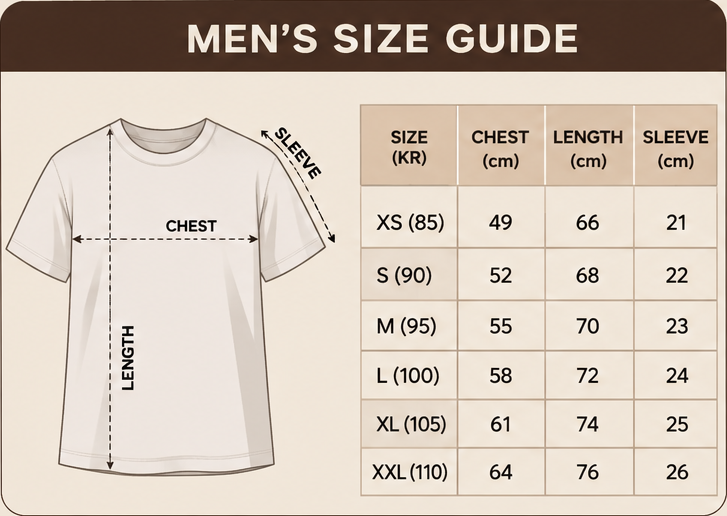 MEN'S SIZE GUIDE
SLEEVE
CHEST
LENGTH
SIZE (KR) CHEST (cm) LENGTH (cm) SLEEVE (cm)
XS (85) 49 66 21
S (90) 52 68 22
M (95) 55 70 23
L (100) 58 72 24
XL (105) 61 74 25
XXL (110) 64 76 26